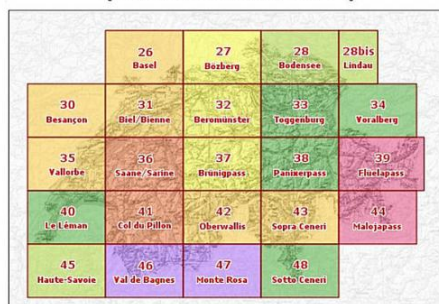 26
Basel
27
Bözberg
28
Bodensee
28bis
Lindau
30
Besançon
31
Biel/Bienne
32
Beromünster
33
Toggenburg
34
Voralberg
35
Vallorbe
36
Saane/Sarine
37
Brünigpass
38
Panixerpass
39
Fluelapass
40
Le Léman
41
Col du Pillon
42
Oberwallis
43
Sopra Ceneri
44
Malojapass
45
Haute-Savoie
46
Val de Bagnes
47
Monte Rosa
48
Sotto Ceneri